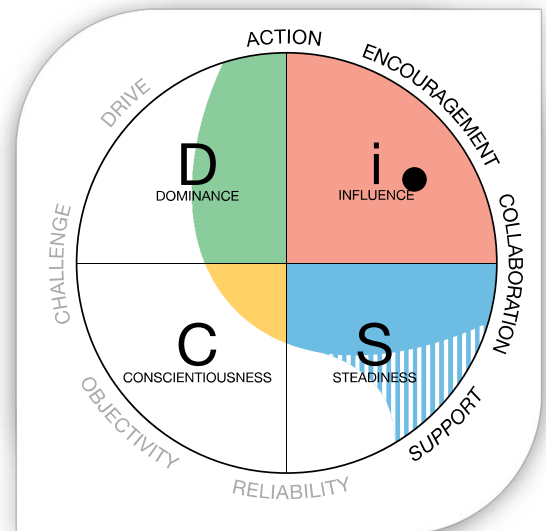 ACTION
ENCOURAGEMENT
DRIVE
D
DOMINANCE
i
INFLUENCE
CHALLENGE
COLLABORATION
C
CONSCIENTIOUSNESS
S
STEADINESS
OBJECTIVITY
SUPPORT
RELIABILITY